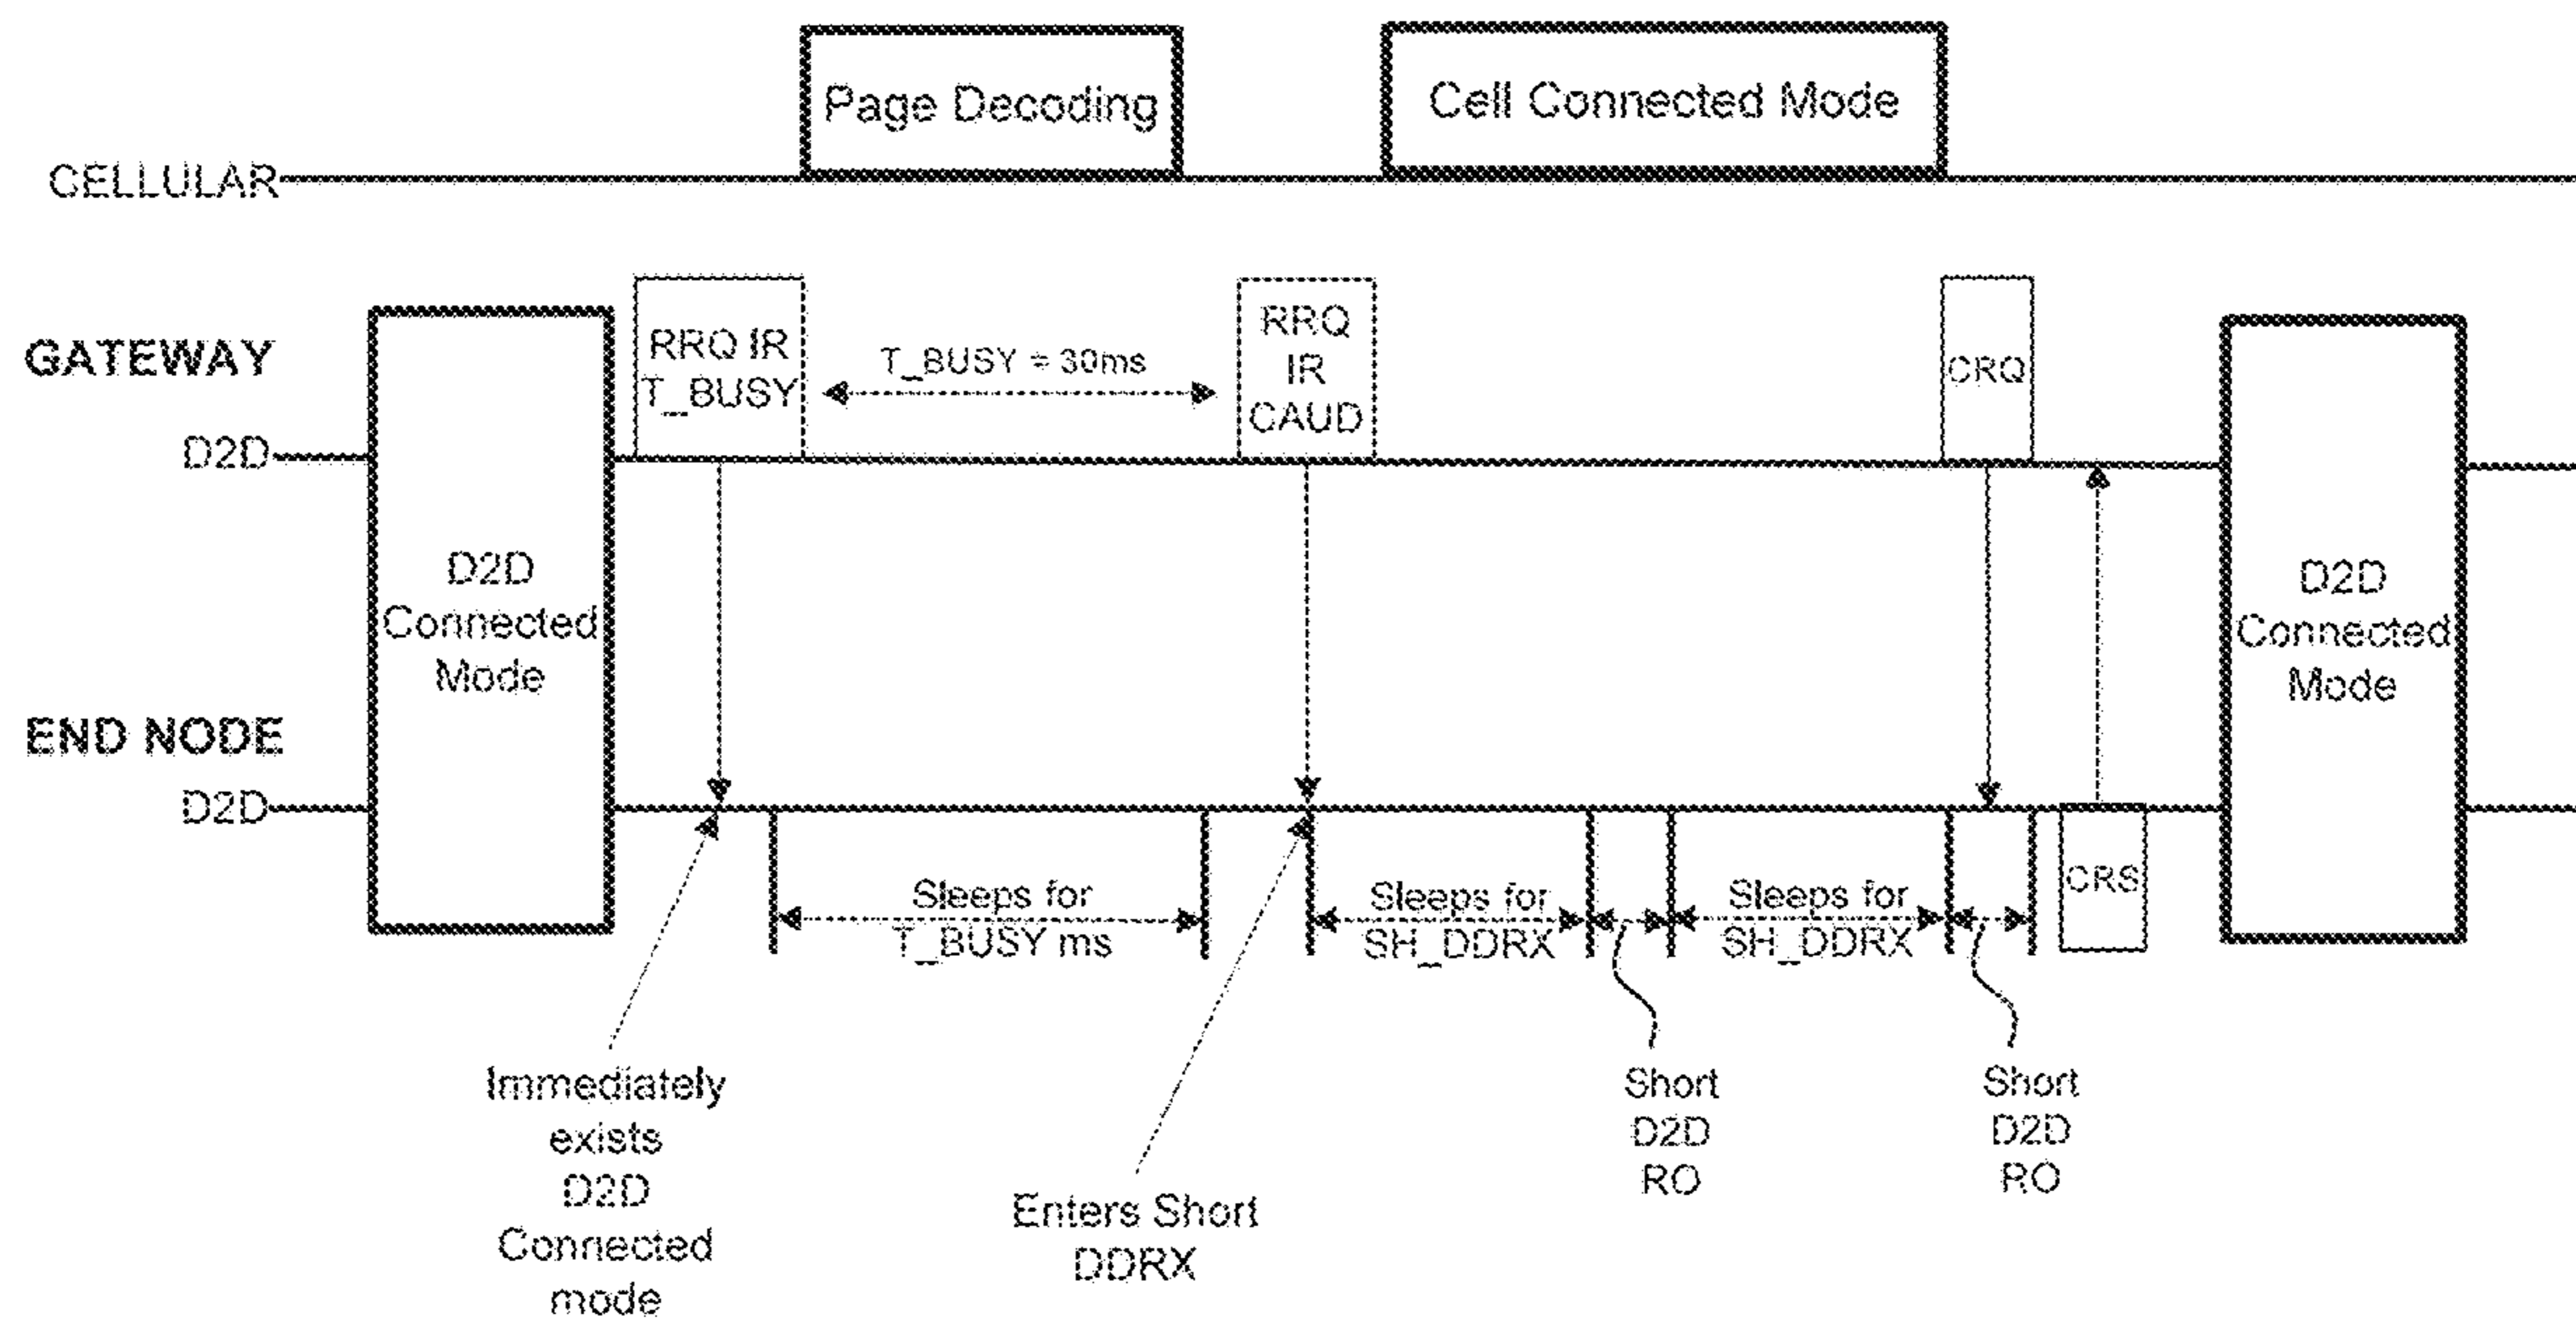 Page Decoding
Cell Connected Mode
CELLULAR
GATEWAY
D2D
RRQ IR
T_BUSY
T_BUSY = 30ms
RRQ
IR
CAUD
CRQ
D2D
Connected
Mode
D2D
Connected
Mode
END NODE
D2D
Sleeps for
T_BUSY ms
Sleeps for
SH_DDRX
Sleeps for
SH_DDRX
CRS
Immediately
exists
D2D
Connected
mode
Enters Short
DDRX
Short
D2D
RO
Short
D2D
RO